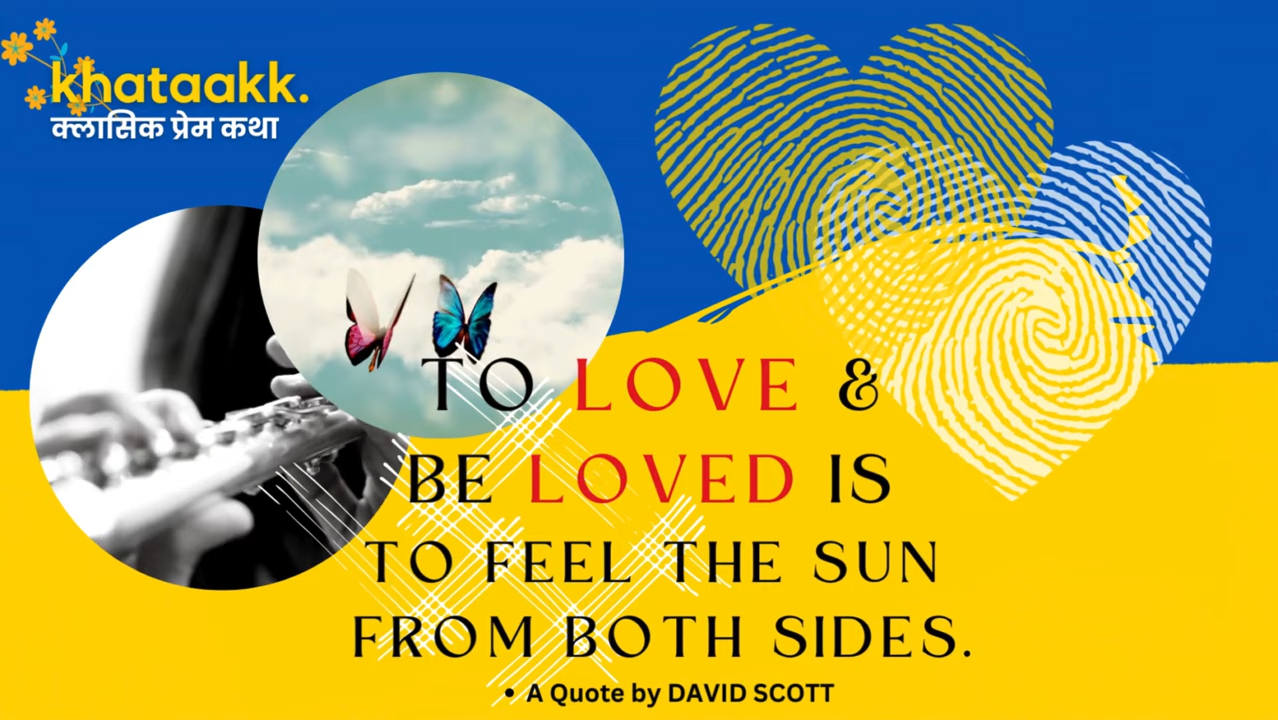 khataakk.
क्लासिक प्रेम कथा
TO LOVE &
BE LOVED IS
TO FEEL THE SUN
FROM BOTH SIDES.
• A Quote by DAVID SCOTT